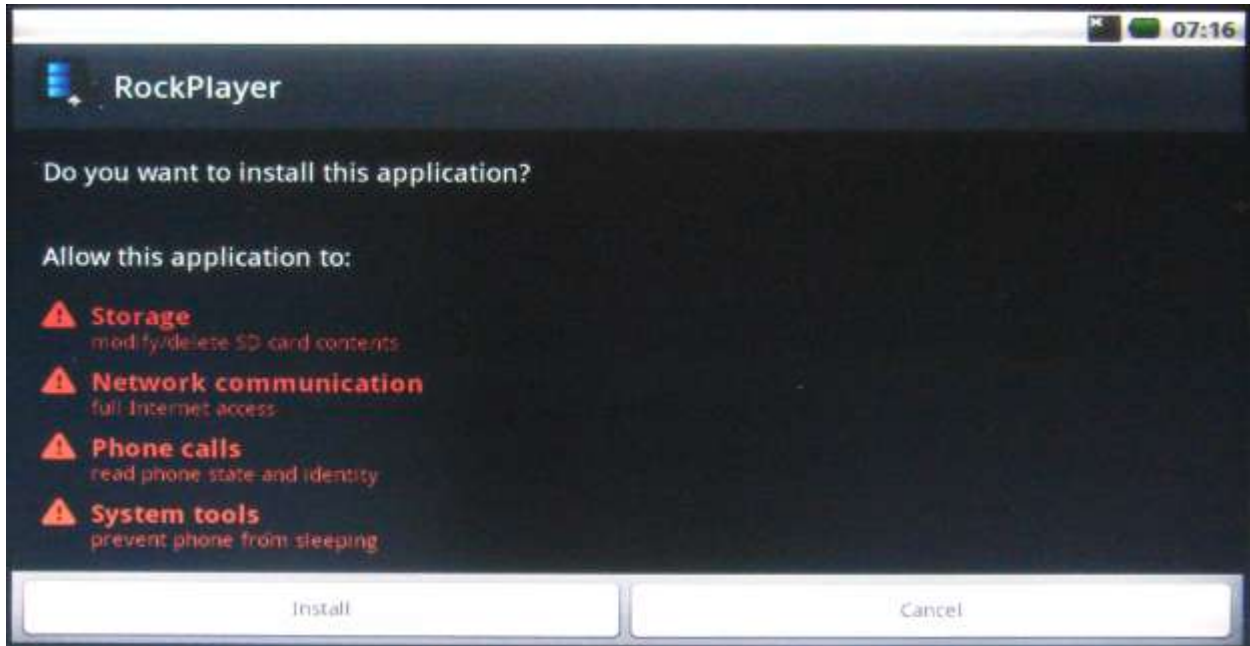 07:16
RockPlayer
Do you want to install this application?
Allow this application to:
Storage
modify/delete SD card contents
Network communication
full Internet access
Phone calls
read phone state and identity
System tools
prevent phone from sleeping
Install
Cancel